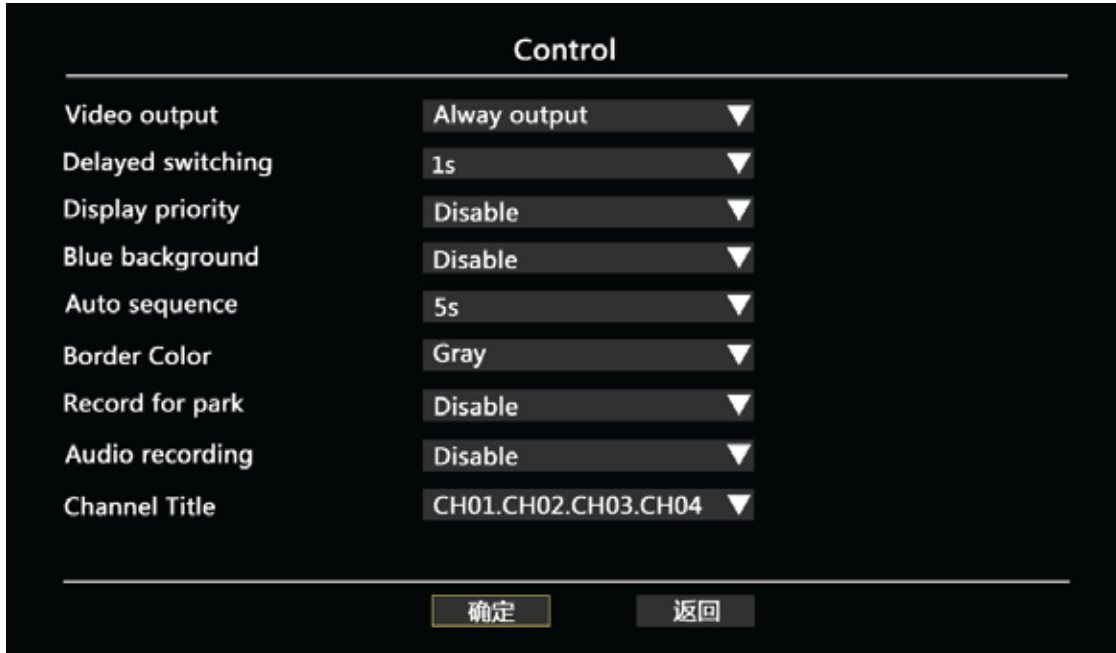 Control
Video output Alway output
Delayed switching 1s
Display priority Disable
Blue background Disable
Auto sequence 5s
Border Color Gray
Record for park Disable
Audio recording Disable
Channel Title CH01.CH02.CH03.CH04
确定 返回